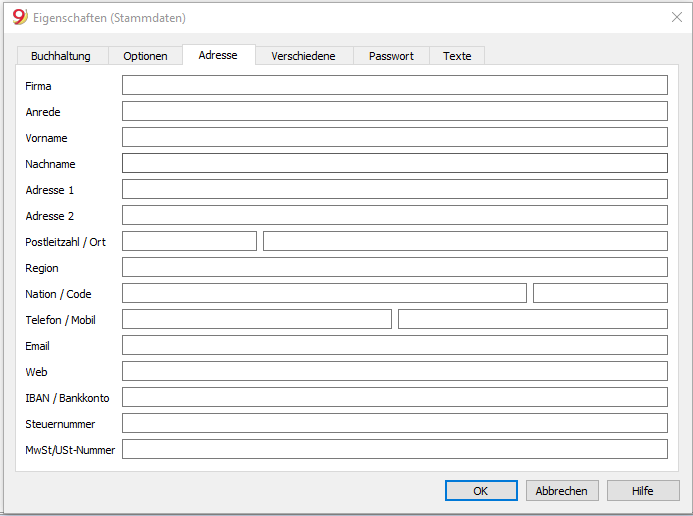 9 Eigenschaften (Stammdaten)
Buchhaltung Optionen Adresse Verschiedene Passwort Texte
Firma
Anrede
Vorname
Nachname
Adresse 1
Adresse 2
Postleitzahl / Ort
Region
Nation / Code
Telefon / Mobil
Email
Web
IBAN / Bankkonto
Steuernummer
MwSt/USt-Nummer
OK Abbrechen Hilfe